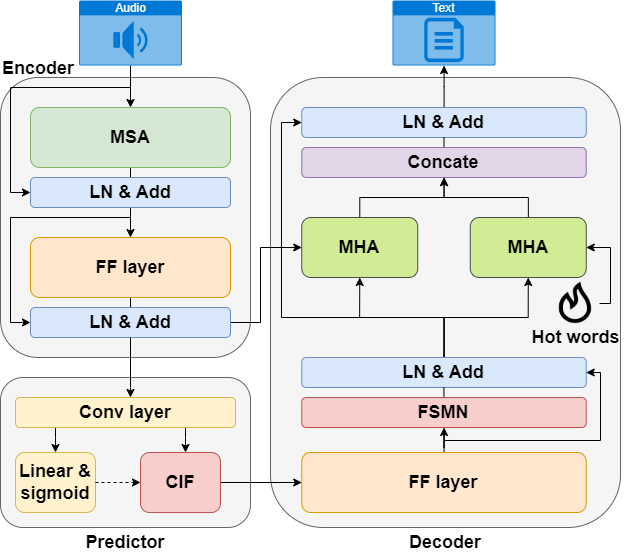 Audio
Text
Encoder
MSA
LN & Add
FF layer
LN & Add
LN & Add
Concate
MHA
MHA
Hot words
LN & Add
FSMN
FF layer
Conv layer
Linear &
sigmoid
CIF
Predictor
Decoder